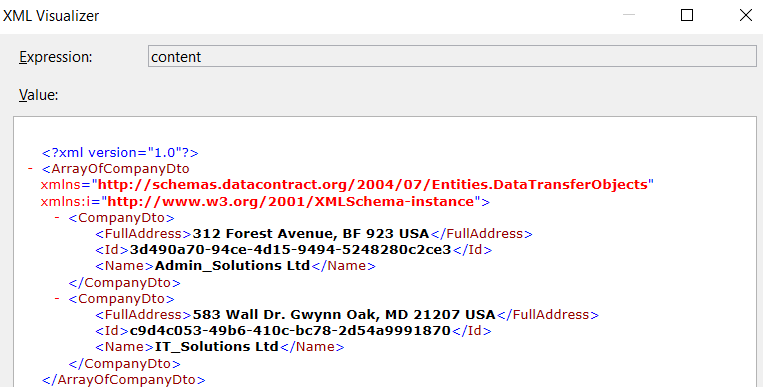 XML Visualizer
Expression: content
Value:
<?xml version="1.0"?>
- <ArrayOfCompanyDto
xmlns="http://schemas.datacontract.org/2004/07/Entities.DataTransferObjects"
xmlns:i="http://www.w3.org/2001/XMLSchema-instance">
- <CompanyDto>
<FullAddress>312 Forest Avenue, BF 923 USA</FullAddress>
<Id>3d490a70-94ce-4d15-9494-5248280c2ce3</Id>
<Name>Admin_Solutions Ltd</Name>
</CompanyDto>
- <CompanyDto>
<FullAddress>583 Wall Dr. Gwynn Oak, MD 21207 USA</FullAddress>
<Id>c9d4c053-49b6-410c-bc78-2d54a9991870</Id>
<Name>IT_Solutions Ltd</Name>
</CompanyDto>
</ArrayOfCompanyDto>